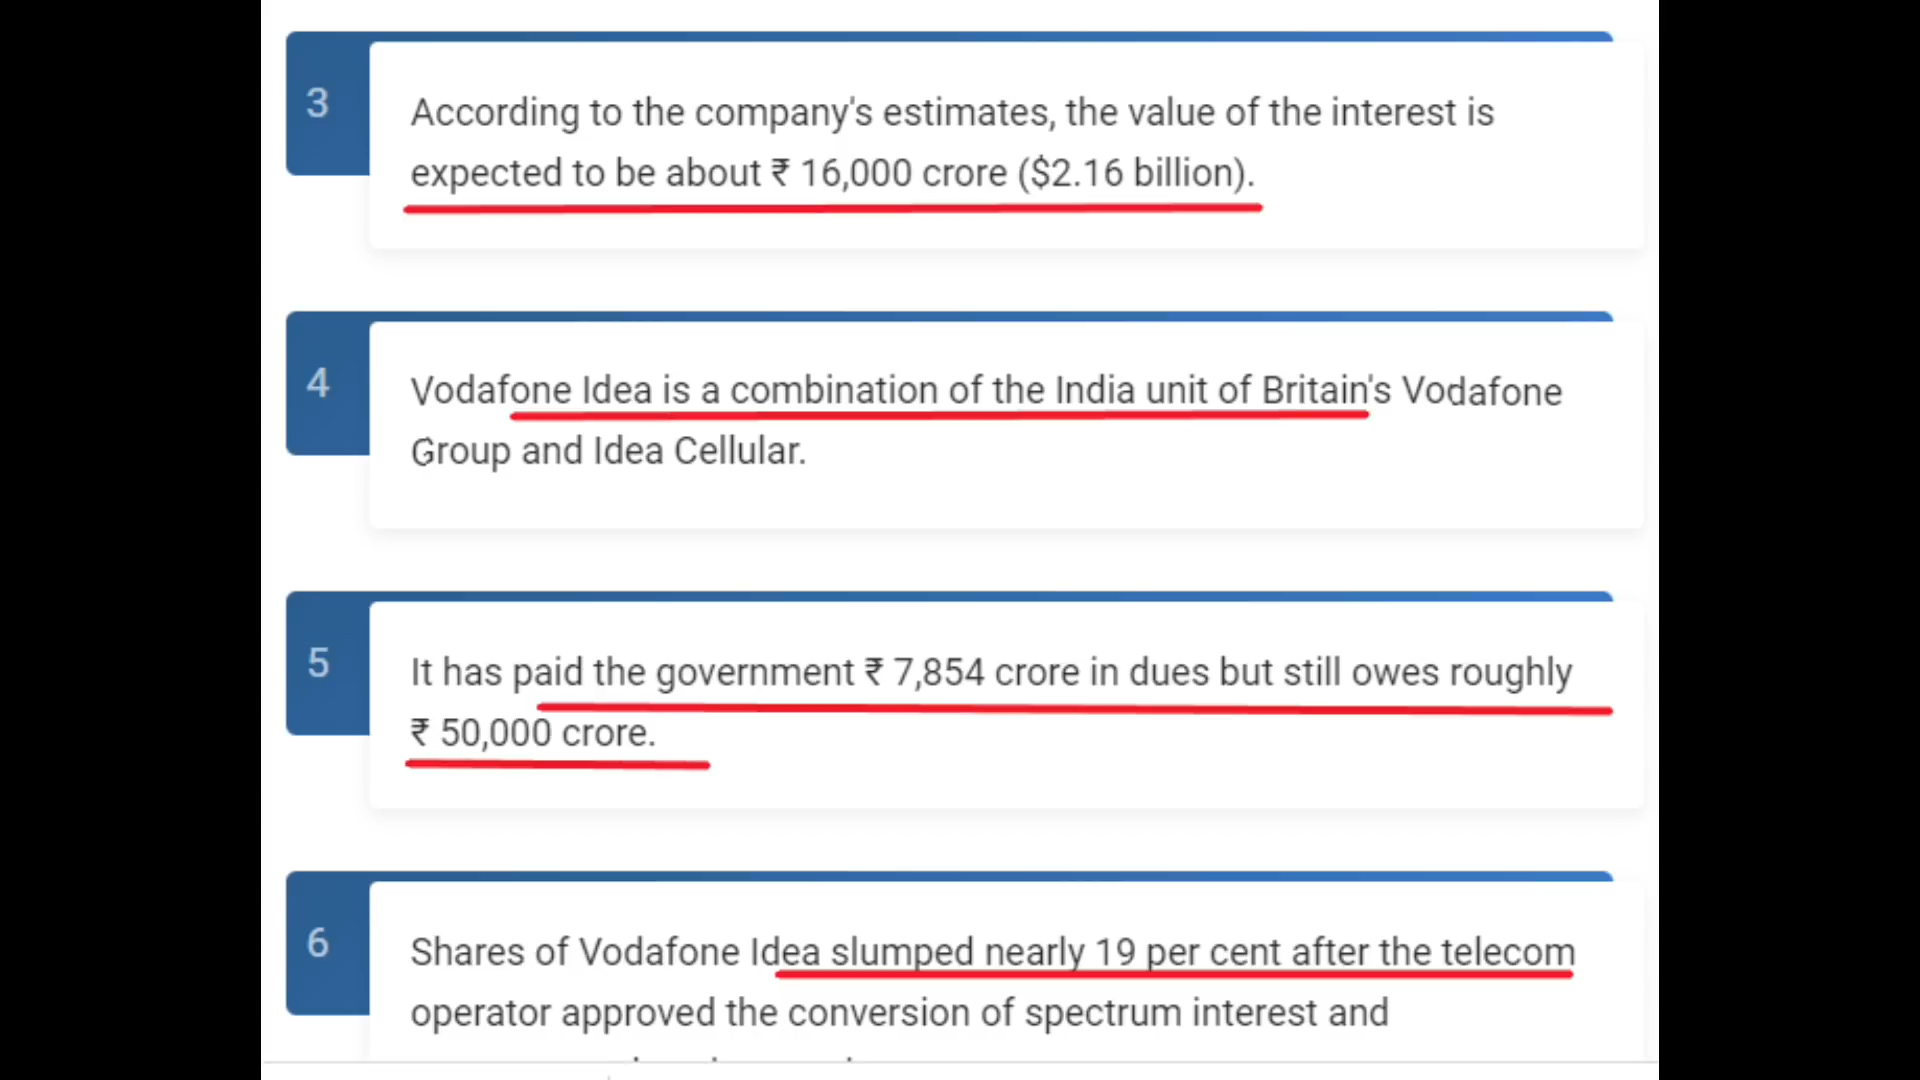 3
According to the company's estimates, the value of the interest is
expected to be about ₹ 16,000 crore ($2.16 billion).
4
Vodafone Idea is a combination of the India unit of Britain's Vodafone
Group and Idea Cellular.
5
It has paid the government ₹ 7,854 crore in dues but still owes roughly
₹ 50,000 crore.
6
Shares of Vodafone Idea slumped nearly 19 per cent after the telecom
operator approved the conversion of spectrum interest and